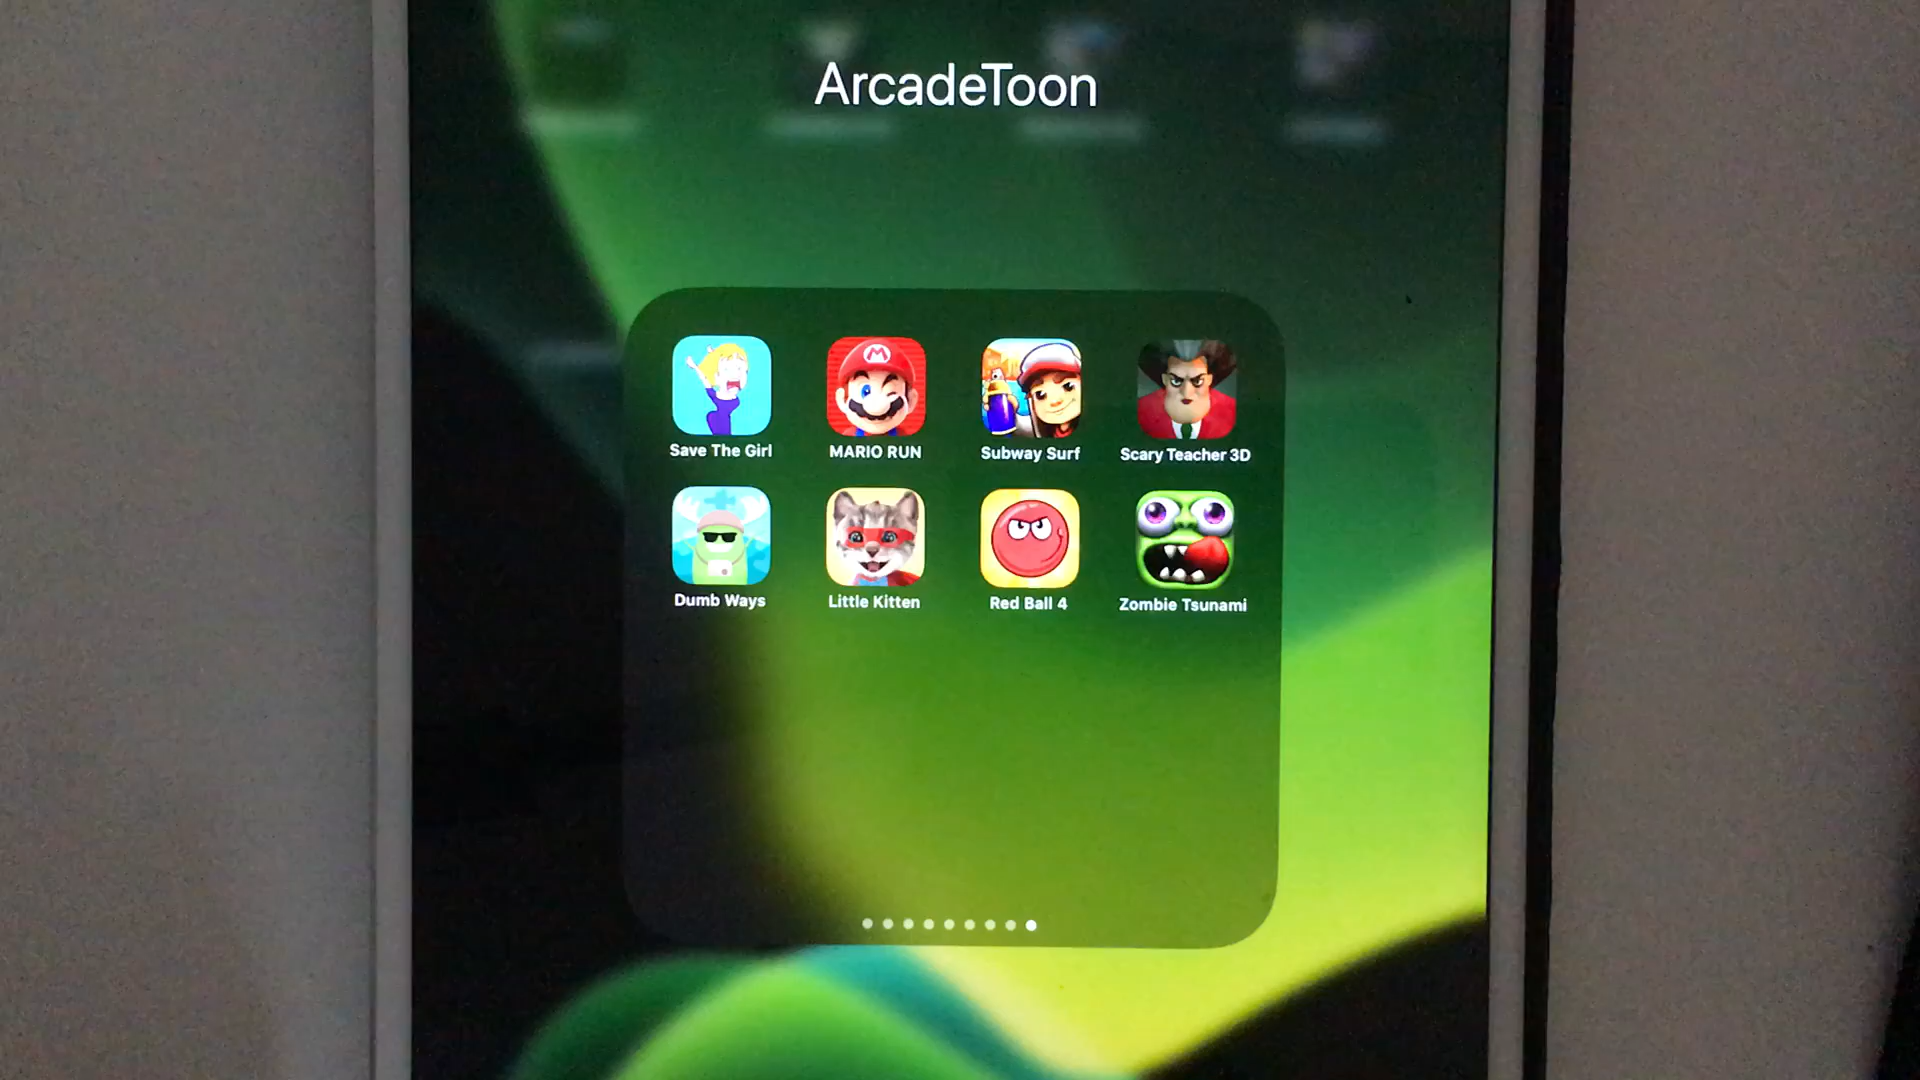 ArcadeToon
Save The Girl
MARIO RUN
Subway Surf
Scary Teacher 3D
Dumb Ways
Little Kitten
Red Ball 4
Zombie Tsunami